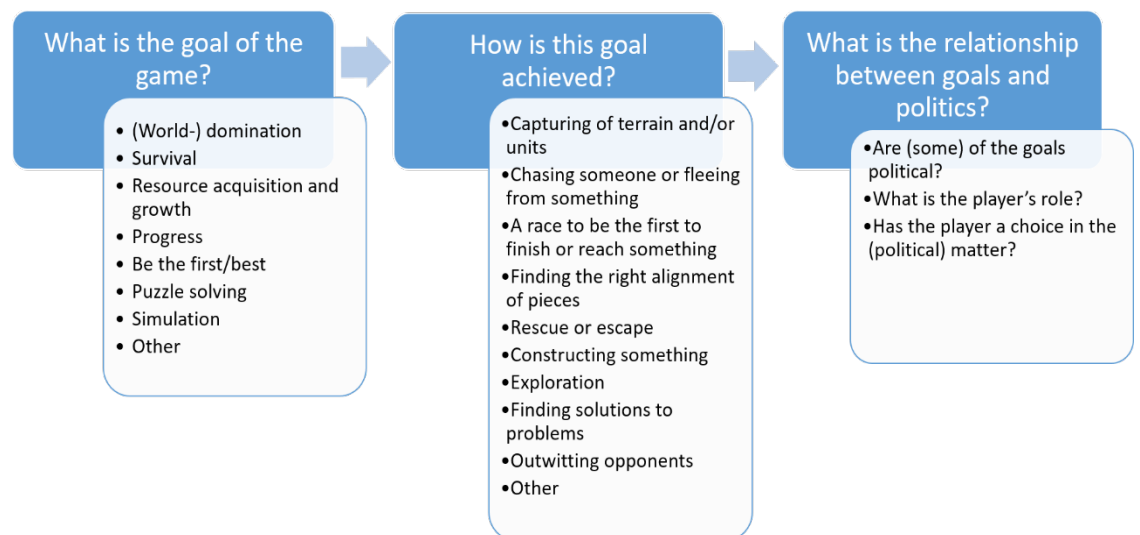 What is the goal of the
game?
• (World-) domination
• Survival
• Resource acquisition and
growth
• Progress
• Be the first/best
• Puzzle solving
• Simulation
• Other
How is this goal
achieved?
•Capturing of terrain and/or
units
•Chasing someone or fleeing
from something
•A race to be the first to
finish or reach something
•Finding the right alignment
of pieces
•Rescue or escape
•Constructing something
•Exploration
•Finding solutions to
problems
•Outwitting opponents
•Other
What is the relationship
between goals and
politics?
•Are (some) of the goals
political?
•What is the player’s role?
•Has the player a choice in the
(political) matter?